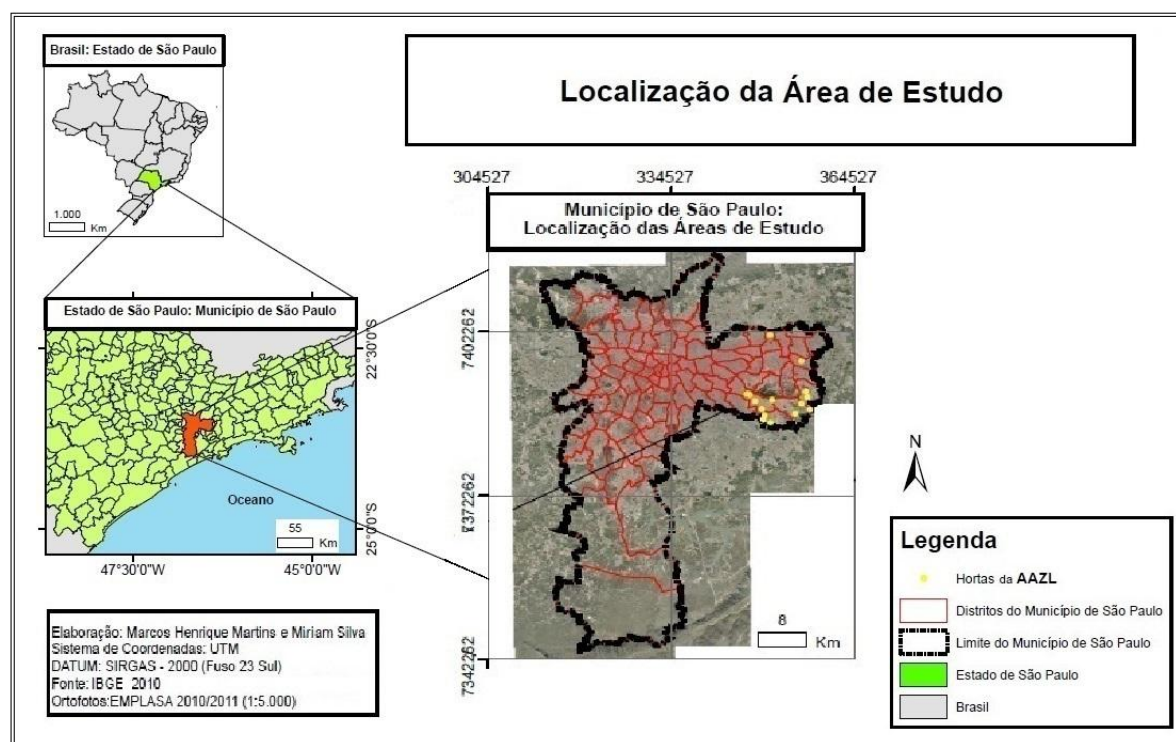 Brasil: Estado de São Paulo
1.000
Km
Localização da Área de Estudo
304527
334527
364527
Município de São Paulo:
Localização das Áreas de Estudo
7402262
7372262
7342262
8
Km
Estado de São Paulo: Município de São Paulo
22°30'0"S
25°0'0"S
Oceano
55
Km
47°30'0"W
45°0'0"W
N
Legenda
Hortas da AAZL
Distritos do Município de São Paulo
Limite do Município de São Paulo
Estado de São Paulo
Brasil
Elaboração: Marcos Henrique Martins e Miriam Silva
Sistema de Coordenadas: UTM
DATUM: SIRGAS - 2000 (Fuso 23 Sul)
Fonte: IBGE 2010
Ortofotos:EMPLASA 2010/2011 (1:5.000)